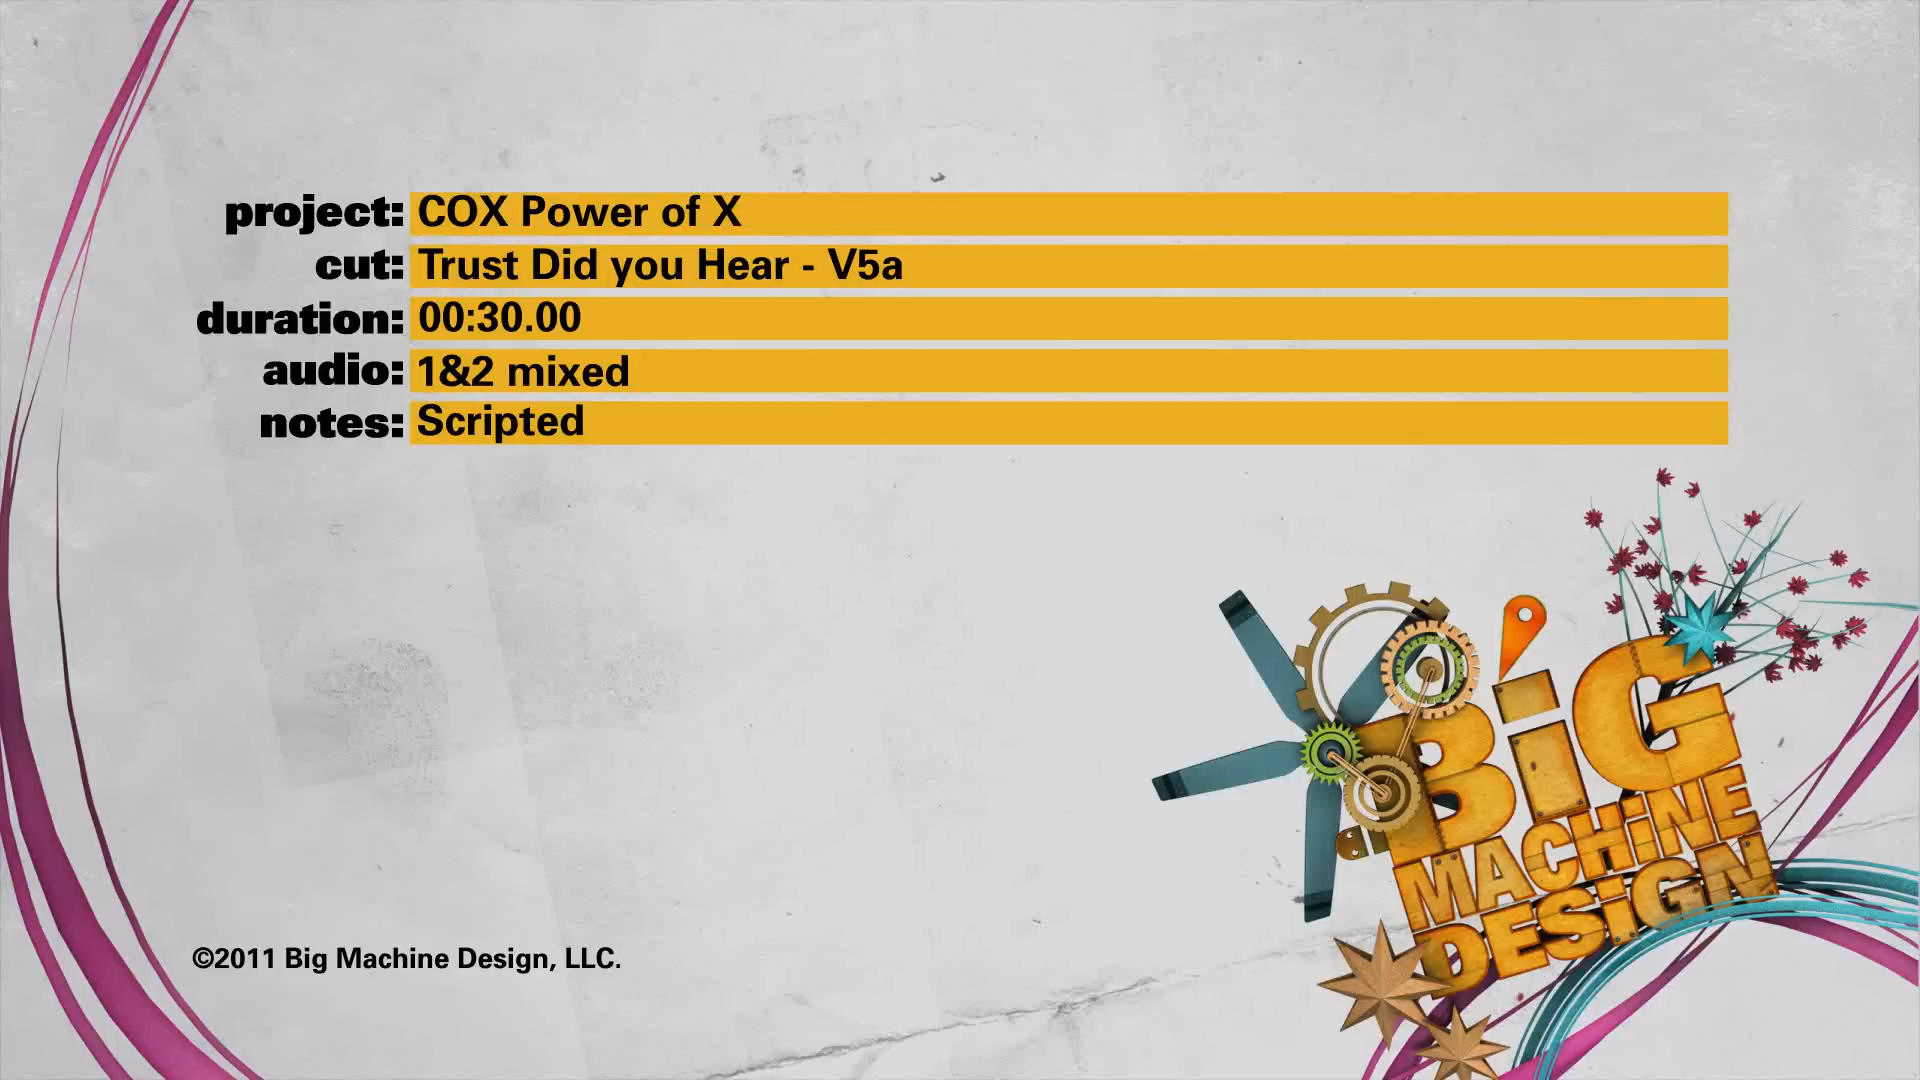 project: COX Power of X
cut: Trust Did you Hear - V5a
duration: 00:30.00
audio: 1&2 mixed
notes: Scripted
BiG
MACHiNE
DESiGN
©2011 Big Machine Design, LLC.